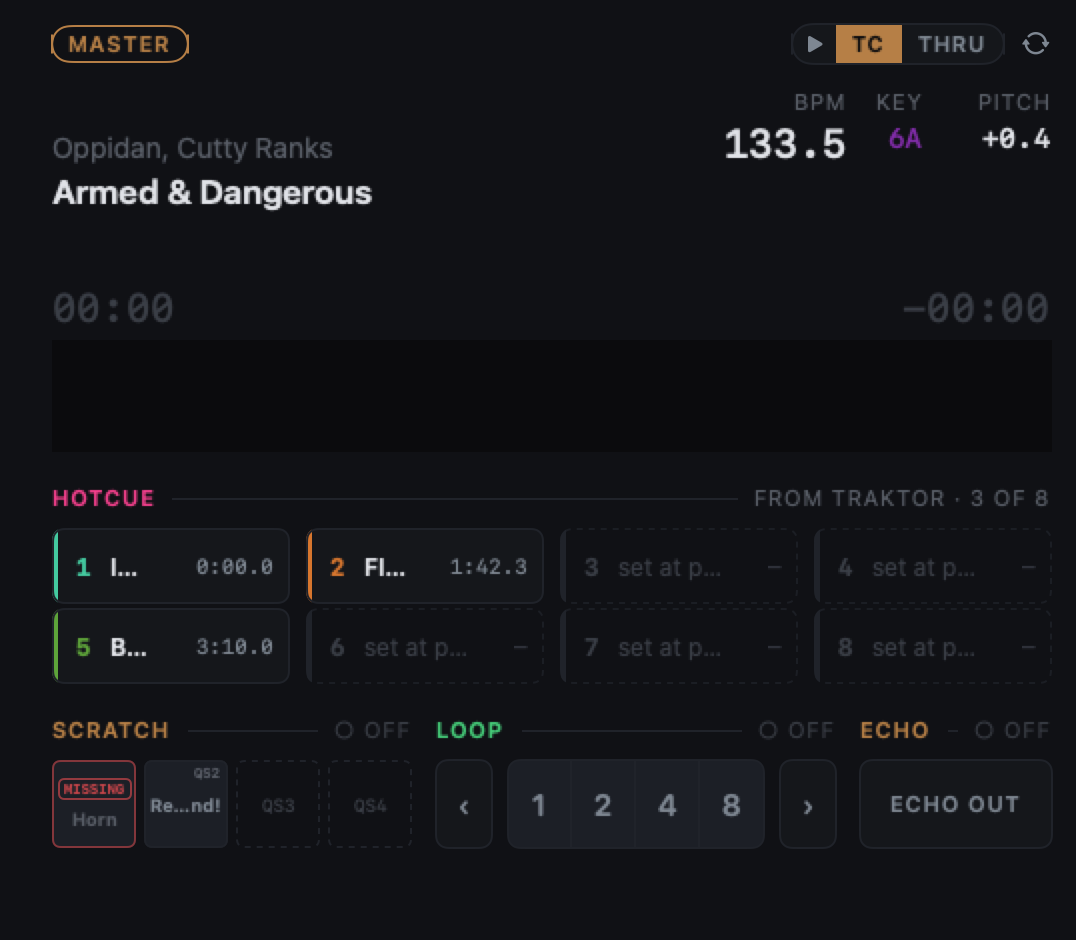 MASTER
TC THRU
BPM KEY PITCH
133.5 6A +0.4
Oppidan, Cutty Ranks
Armed & Dangerous
00:00 −00:00
HOTCUE FROM TRAKTOR · 3 OF 8
1 I... 0:00.0 2 Fl... 1:42.3 3 set at p... – 4 set at p... –
5 B... 3:10.0 6 set at p... – 7 set at p... – 8 set at p... –
SCRATCH OFF LOOP OFF ECHO OFF
MISSING Horn QS2 Re...nd! QS3 QS4 ‹ 1 2 4 8 › ECHO OUT